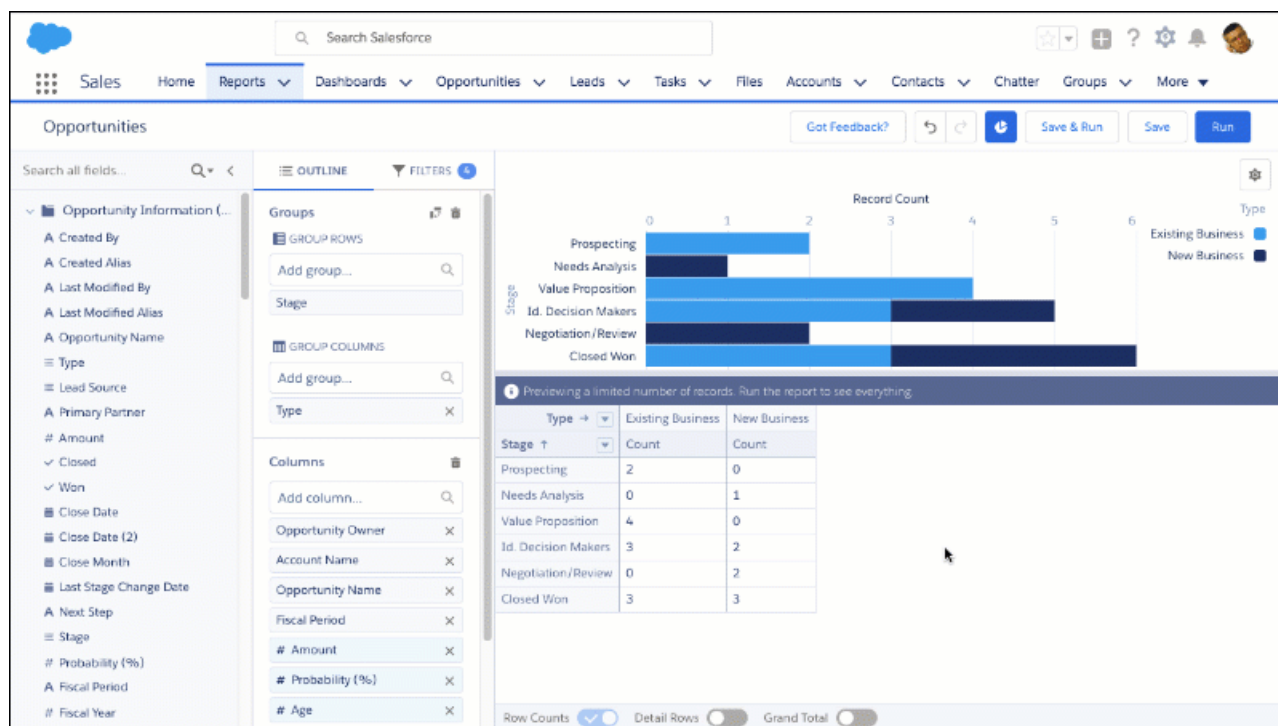 Search Salesforce
Sales Home Reports Dashboards Opportunities Leads Tasks Files Accounts Contacts Chatter Groups More
Opportunities
Got Feedback? Save & Run Save Run
Search all fields...
Opportunity Information (...
A Created By
A Created Alias
A Last Modified By
A Last Modified Alias
A Opportunity Name
Type
Lead Source
A Primary Partner
# Amount
Closed
Won
Close Date
Close Date (2)
Close Month
Last Stage Change Date
A Next Step
Stage
# Probability (%)
A Fiscal Period
# Fiscal Year
OUTLINE FILTERS 4
Groups
GROUP ROWS
Add group...
Stage
GROUP COLUMNS
Add group...
Type
Columns
Add column...
Opportunity Owner
Account Name
Opportunity Name
Fiscal Period
# Amount
# Probability (%)
# Age
Record Count
0 1 2 3 4 5 6
Stage
Prospecting
Needs Analysis
Value Proposition
Id. Decision Makers
Negotiation/Review
Closed Won
Type
Existing Business
New Business
Previewing a limited number of records. Run the report to see everything.
Type → Existing Business New Business
Stage ↑ Count Count
Prospecting 2 0
Needs Analysis 0 1
Value Proposition 4 0
Id. Decision Makers 3 2
Negotiation/Review 0 2
Closed Won 3 3
Row Counts Detail Rows Grand Total